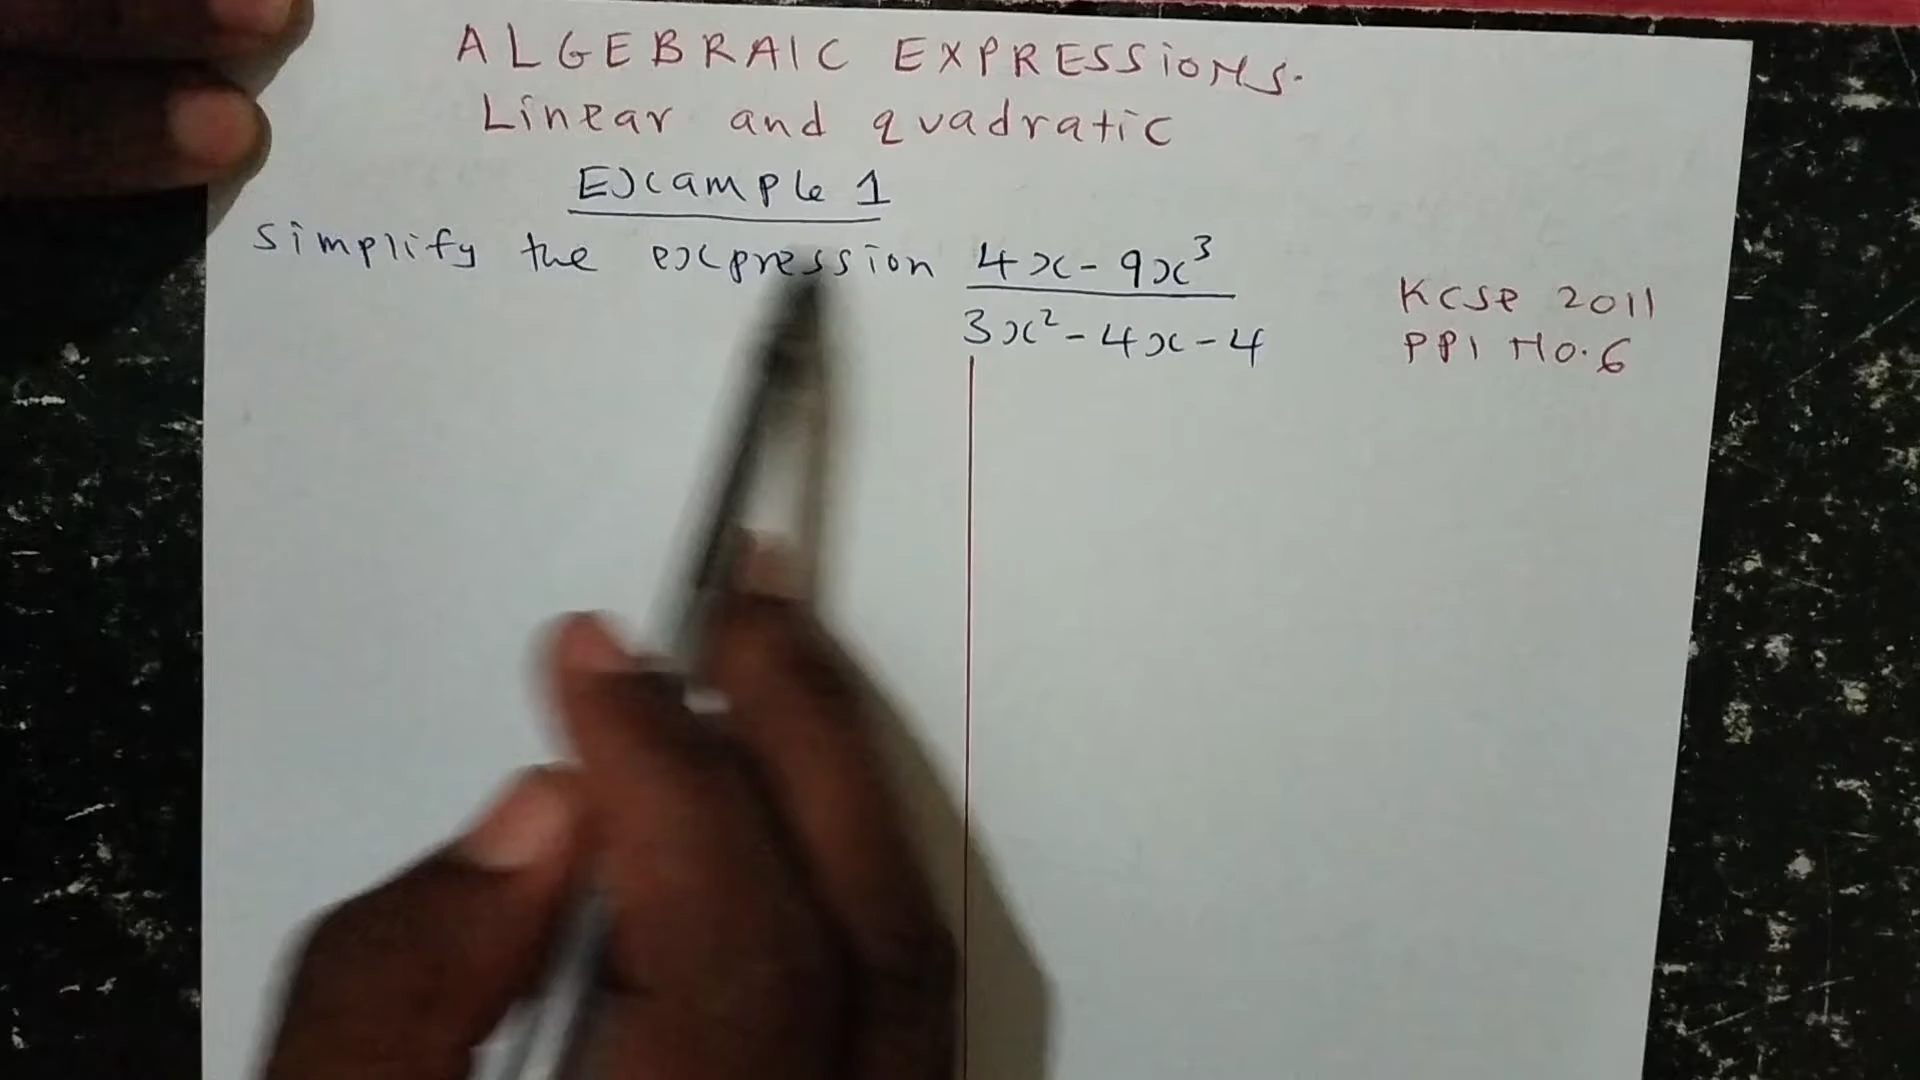 ALGEBRAIC EXPRESSIONS.
Linear and quadratic
Example 1
Simplify the expression 4x - 9x³
3x² - 4x - 4
KCSE 2011
PP1 No. 6